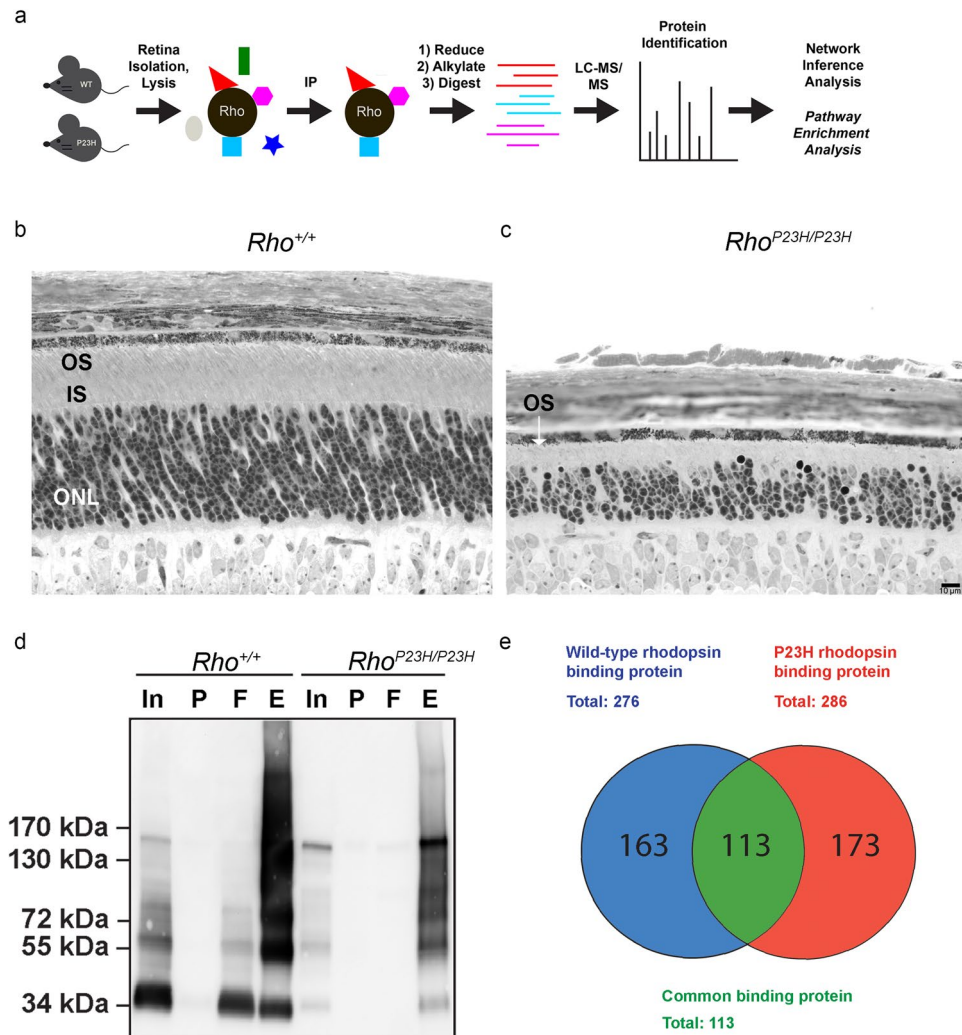 a
WT
P23H
Retina
Isolation,
Lysis
Rho
IP
Rho
1) Reduce
2) Alkylate
3) Digest
LC-MS/
MS
Protein
Identification
Network
Inference
Analysis
Pathway
Enrichment
Analysis
b
Rho+/+
OS
IS
ONL
c
RhoP23H/P23H
OS
10 µm
d
Rho+/+ RhoP23H/P23H
In P F E In P F E
170 kDa
130 kDa
72 kDa
55 kDa
34 kDa
e
Wild-type rhodopsin
binding protein
Total: 276
P23H rhodopsin
binding protein
Total: 286
163 113 173
Common binding protein
Total: 113